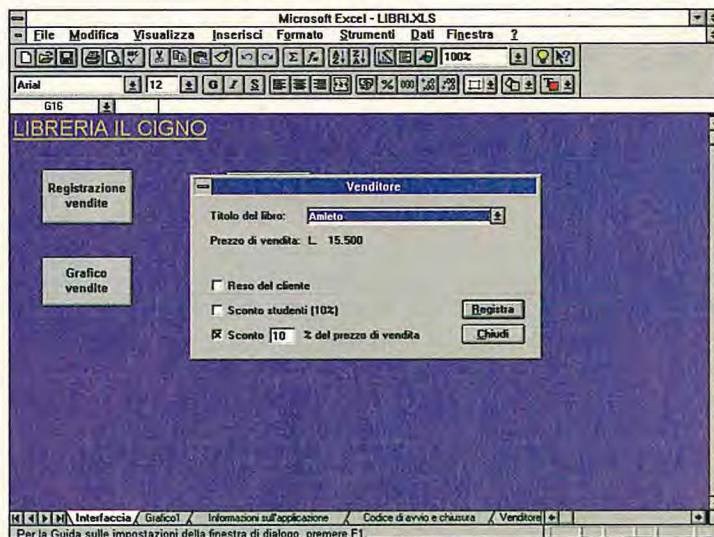 Microsoft Excel - LIBRI.XLS
File Modifica Visualizza Inserisci Formato Strumenti Dati Finestra ?
100%
Arial 12 G I S % 000
G16
LIBRERIA IL CIGNO
Registrazione
vendite
Venditore
Titolo del libro: Amleto
Prezzo di vendita: L. 15.500
Grafico
vendite
Reso del cliente
Sconto studenti (10%)
Registra
Sconto 10 % del prezzo di vendita
Chiudi
Interfaccia Grafico1 Informazioni sull'applicazione Codice di avvio e chiusura Venditore
Per la Guida sulle impostazioni della finestra di dialogo, premere F1